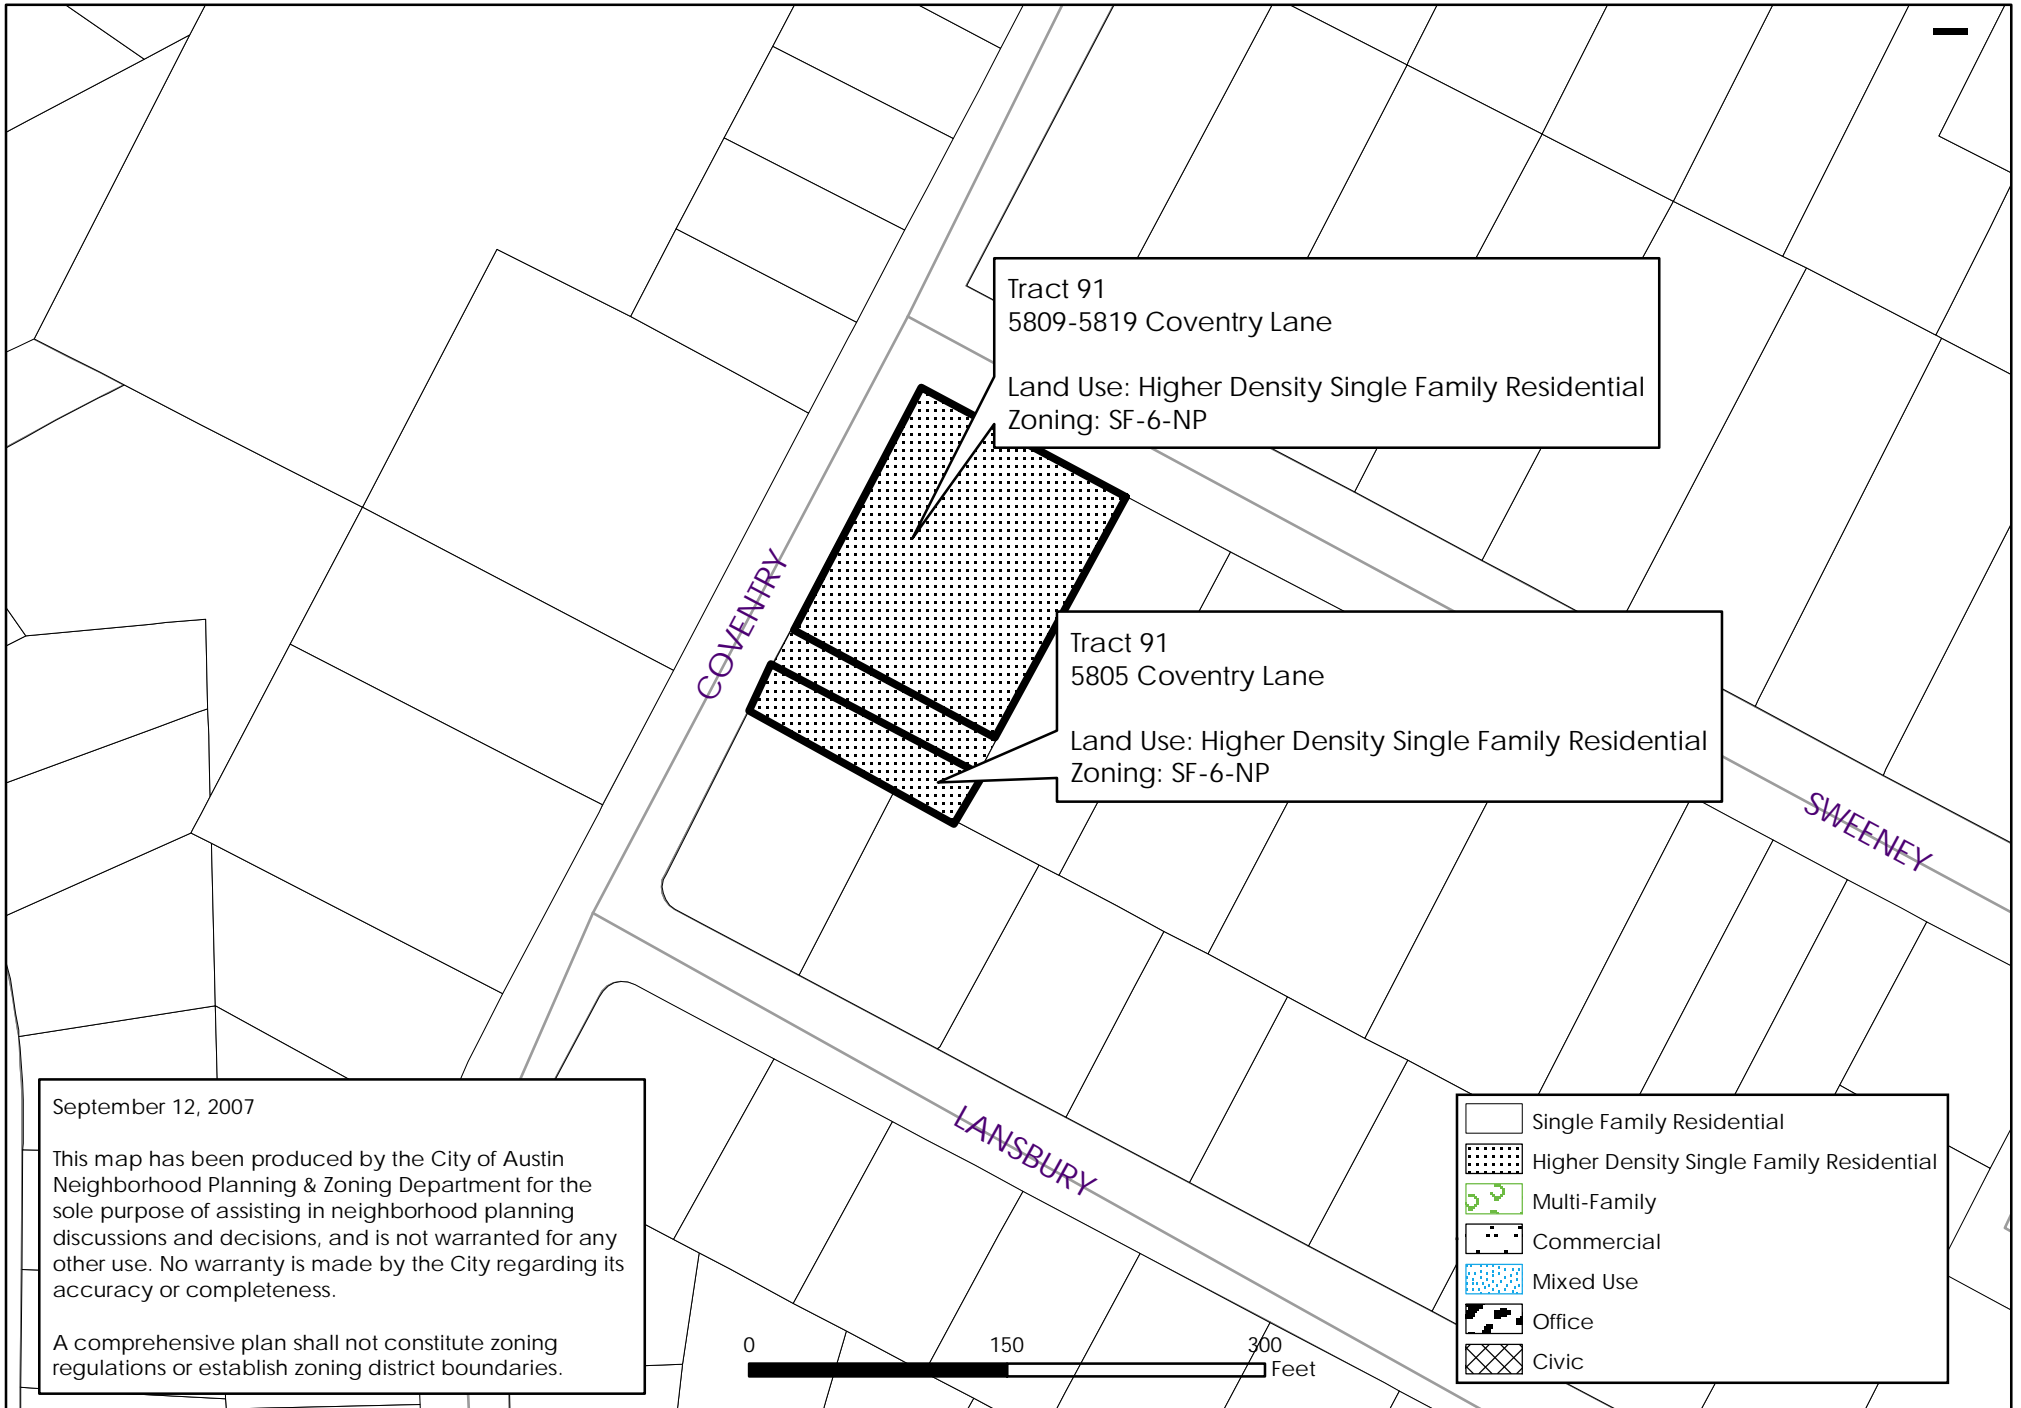 Tract 91
5809-5819 Coventry Lane
Land Use: Higher Density Single Family Residential
Zoning: SF-6-NP
COVENTRY
Tract 91
5805 Coventry Lane
Land Use: Higher Density Single Family Residential
Zoning: SF-6-NP
SWEENEY
LANSBURY
September 12, 2007
This map has been produced by the City of Austin
Neighborhood Planning & Zoning Department for the
sole purpose of assisting in neighborhood planning
discussions and decisions, and is not warranted for any
other use. No warranty is made by the City regarding its
accuracy or completeness.
A comprehensive plan shall not constitute zoning
regulations or establish zoning district boundaries.
0 150 300
Feet
Single Family Residential
Higher Density Single Family Residential
Multi-Family
Commercial
Mixed Use
Office
Civic